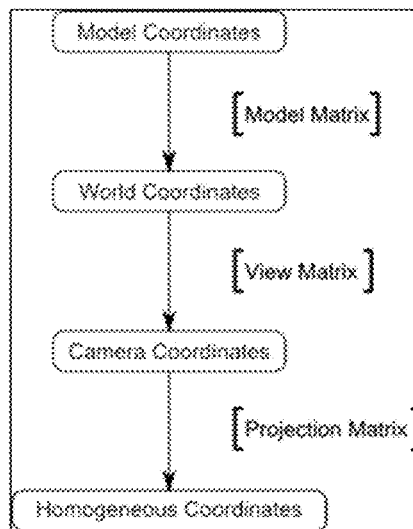 Model Coordinates
[Model Matrix]
World Coordinates
[View Matrix]
Camera Coordinates
[Projection Matrix]
Homogeneous Coordinates